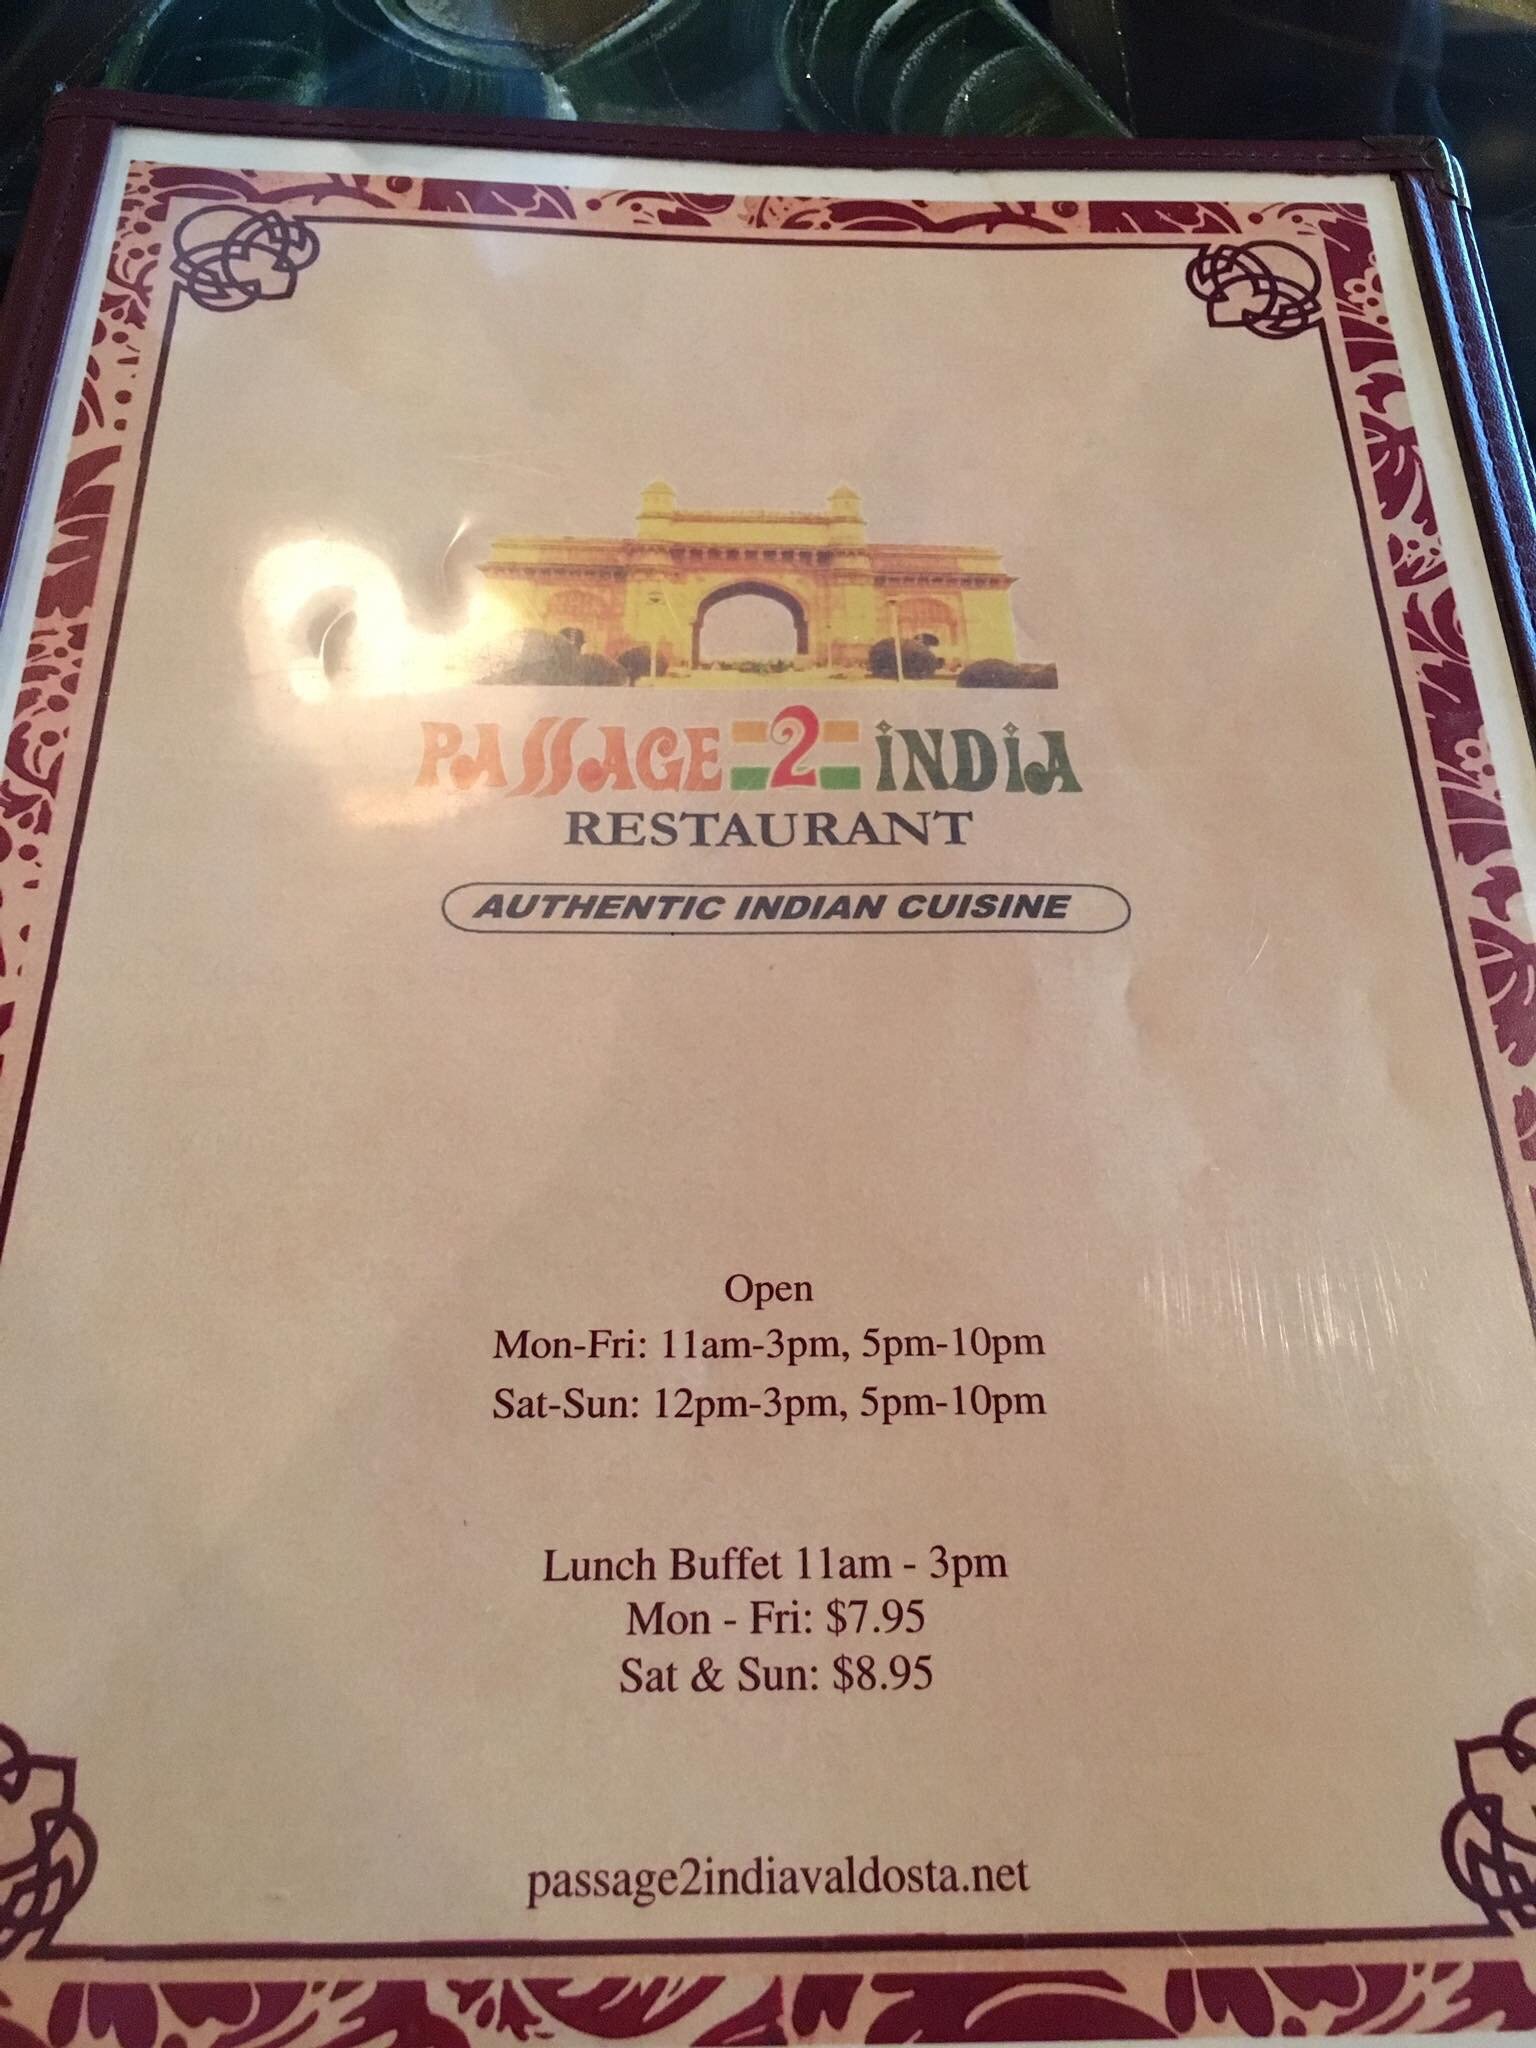 PASSAGE 2 INDIA
RESTAURANT
AUTHENTIC INDIAN CUISINE
Open
Mon-Fri: 11am-3pm, 5pm-10pm
Sat-Sun: 12pm-3pm, 5pm-10pm
Lunch Buffet 11am - 3pm
Mon - Fri: $7.95
Sat & Sun: $8.95
passage2indiavaldosta.net